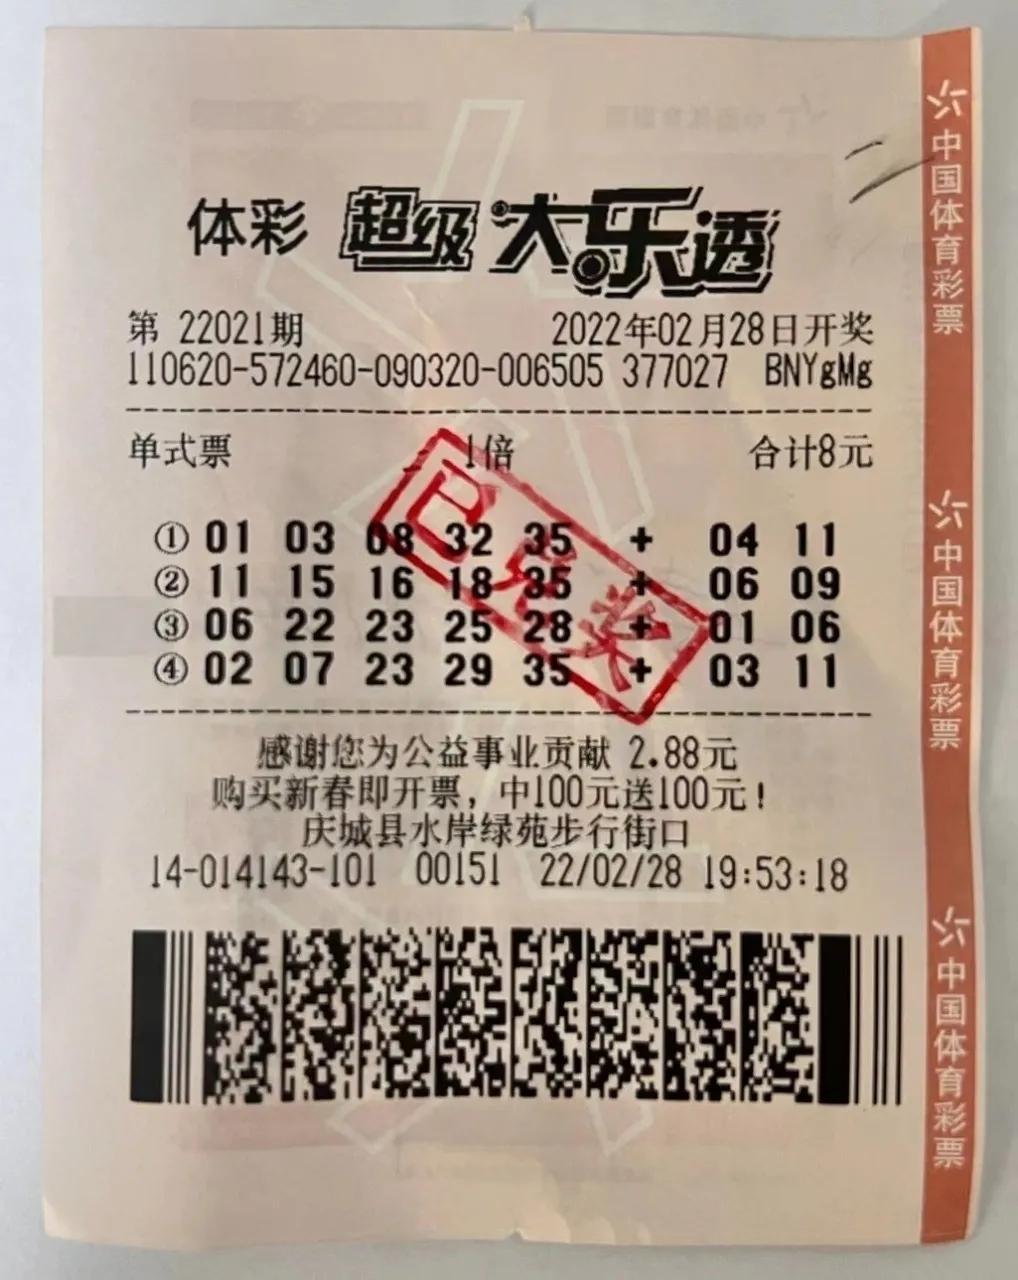 体彩 超级大乐透
第 22021期 2022年02月28日开奖
110620-572460-090320-006505 377027 BNYgMg
单式票 1倍 合计8元
① 01 03 08 32 35 + 04 11
② 11 15 16 18 35 + 06 09
③ 06 22 23 25 28 + 01 06
④ 02 07 23 29 35 + 03 11
已兑奖
感谢您为公益事业贡献 2.88元
购买新春即开票，中100元送100元！
庆城县水岸绿苑步行街口
14-014143-101 00151 22/02/28 19:53:18
中国体育彩票
中国体育彩票
中国体育彩票